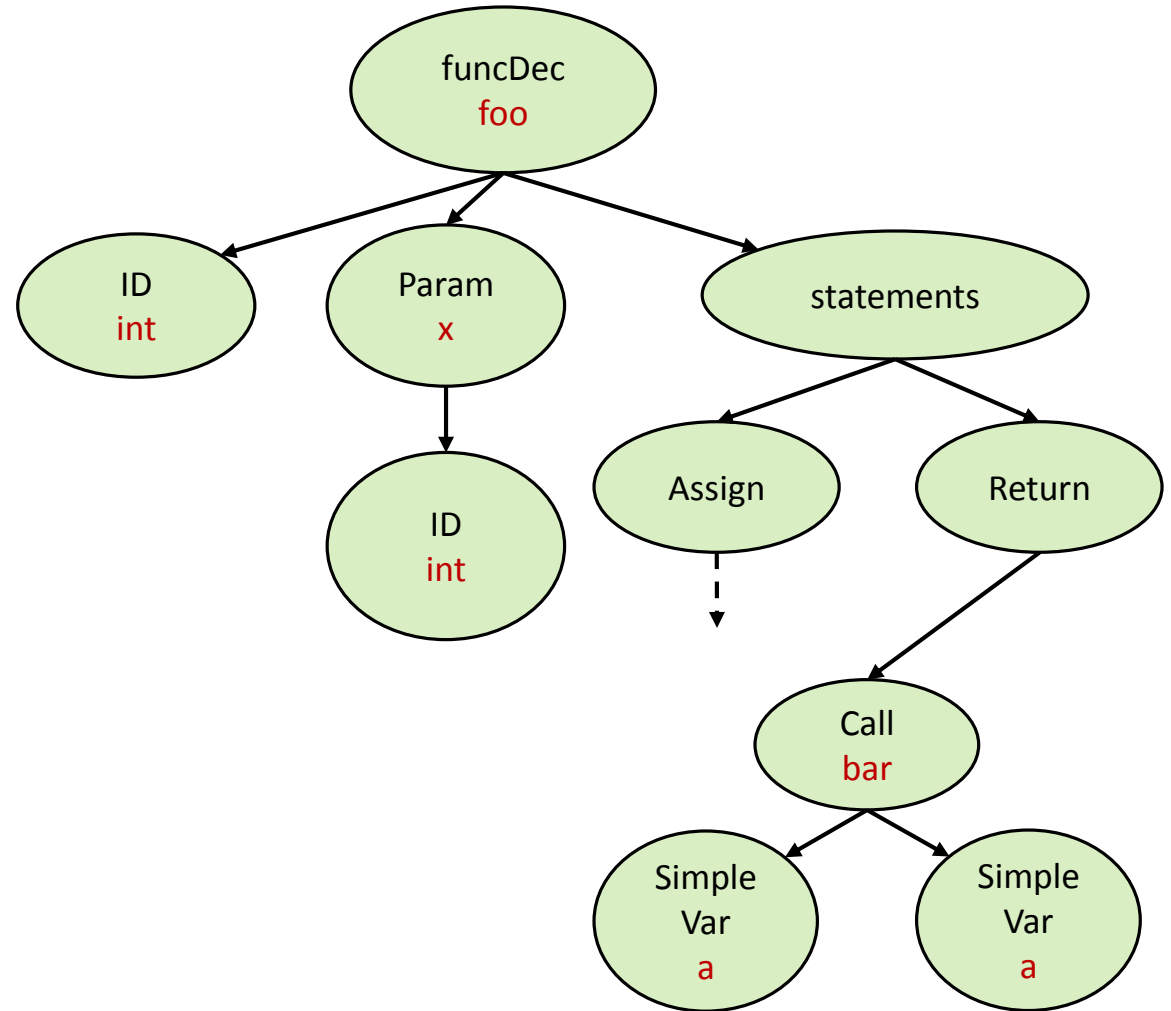 funcDec
foo
ID
int
Param
x
statements
ID
int
Assign
Return
Call
bar
Simple
Var
a
Simple
Var
a